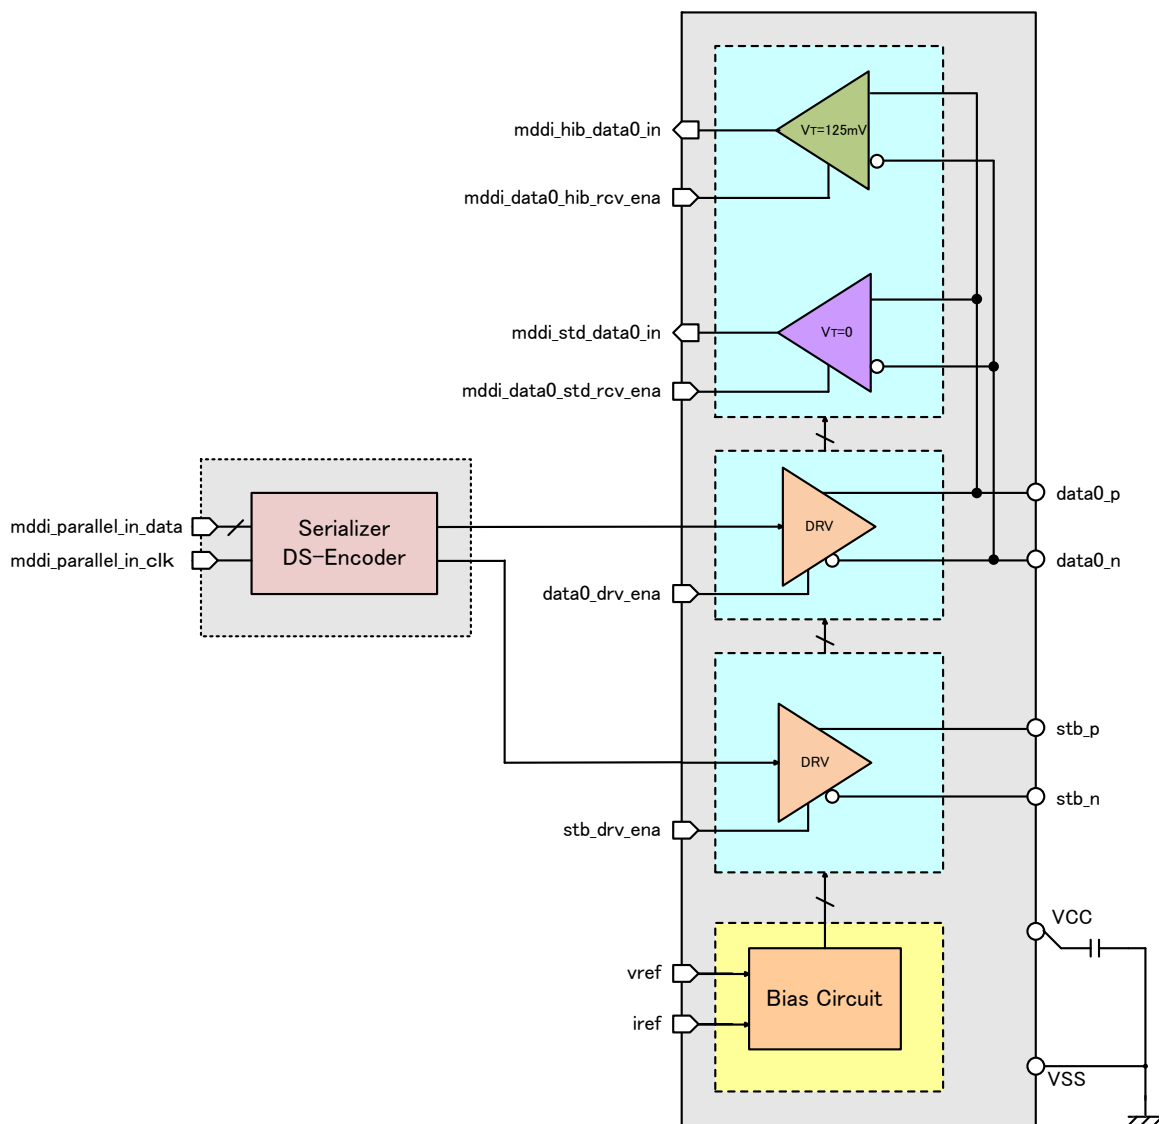 mddi_hib_data0_in
VT=125mV
mddi_data0_hib_rcv_ena
mddi_std_data0_in
VT=0
mddi_data0_std_rcv_ena
mddi_parallel_in_data
mddi_parallel_in_clk
Serializer
DS-Encoder
DRV
data0_p
data0_n
data0_drv_ena
DRV
stb_p
stb_n
stb_drv_ena
VCC
vref
iref
Bias Circuit
VSS